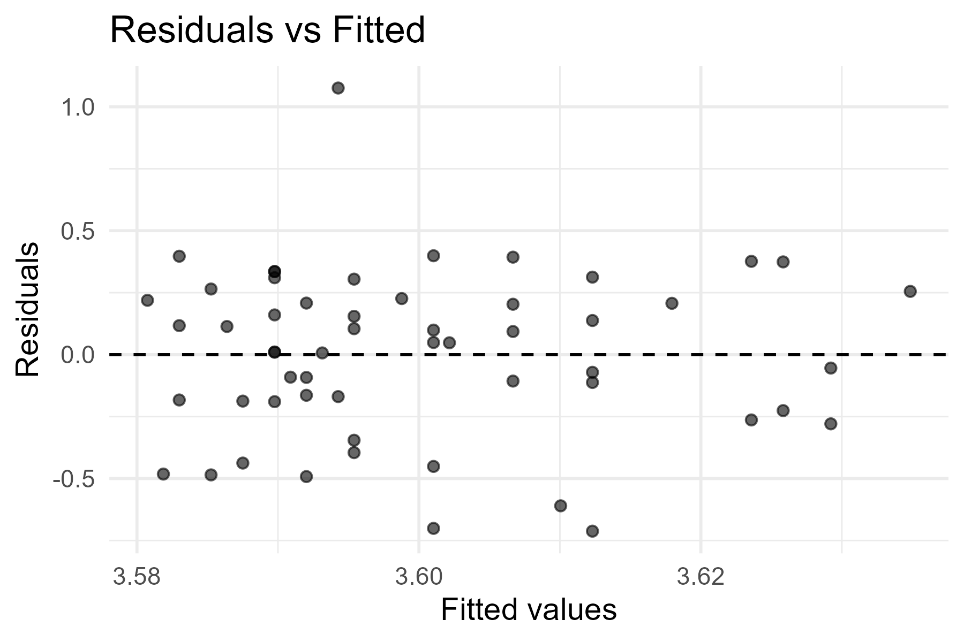 Residuals vs Fitted
1.0
0.5
0.0
-0.5
Residuals
3.58 3.60 3.62
Fitted values